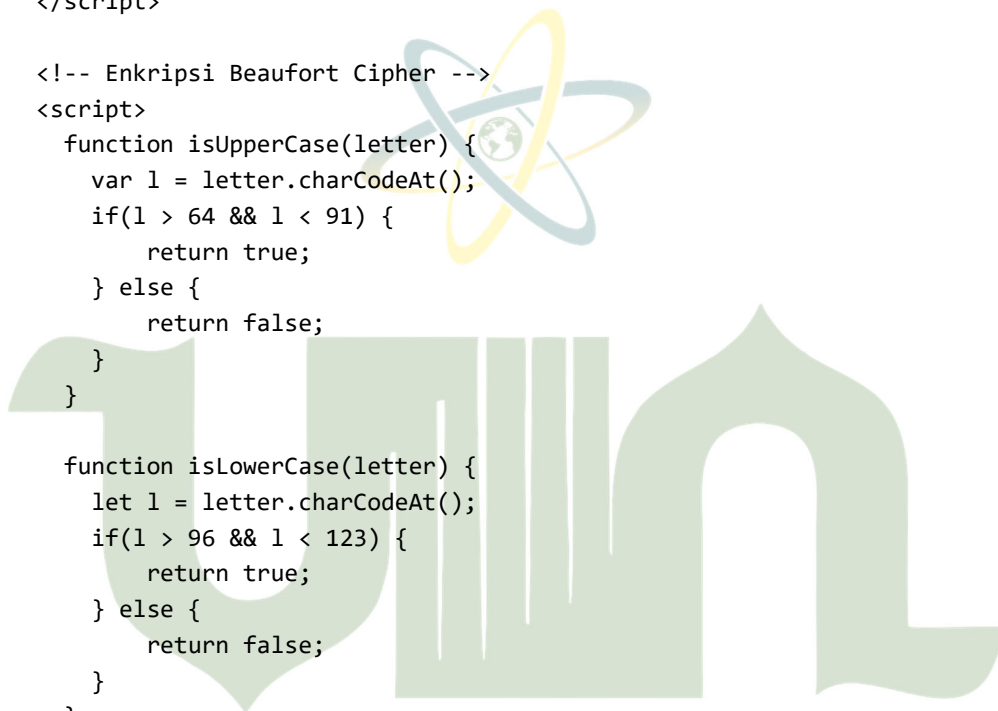 </script>
<!-- Enkripsi Beaufort Cipher -->
<script>
  function isUpperCase(letter) {
    var l = letter.charCodeAt();
    if(l > 64 && l < 91) {
        return true;
    } else {
        return false;
    }
  }

  function isLowerCase(letter) {
    let l = letter.charCodeAt();
    if(l > 96 && l < 123) {
        return true;
    } else {
        return false;
    }
  }